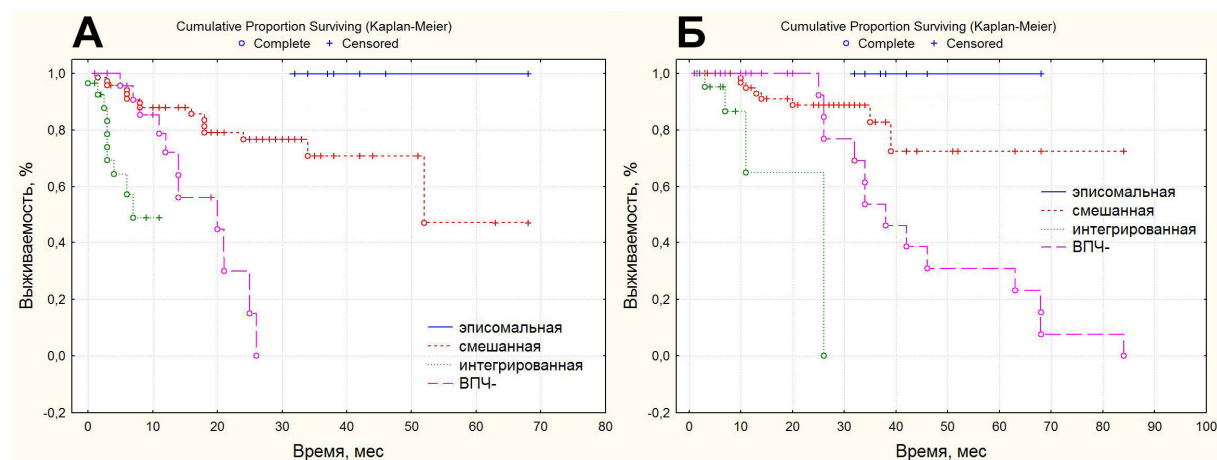 А
Cumulative Proportion Surviving (Kaplan-Meier)
Complete + Censored
Выживаемость, %
1,0
0,8
0,6
0,4
0,2
0,0
-0,2
эписомальная
смешанная
интегрированная
ВПЧ-
0 10 20 30 40 50 60 70 80
Время, мес
Б
Cumulative Proportion Surviving (Kaplan-Meier)
Complete + Censored
Выживаемость, %
1,0
0,8
0,6
0,4
0,2
0,0
-0,2
эписомальная
смешанная
интегрированная
ВПЧ-
0 10 20 30 40 50 60 70 80 90 100
Время, мес